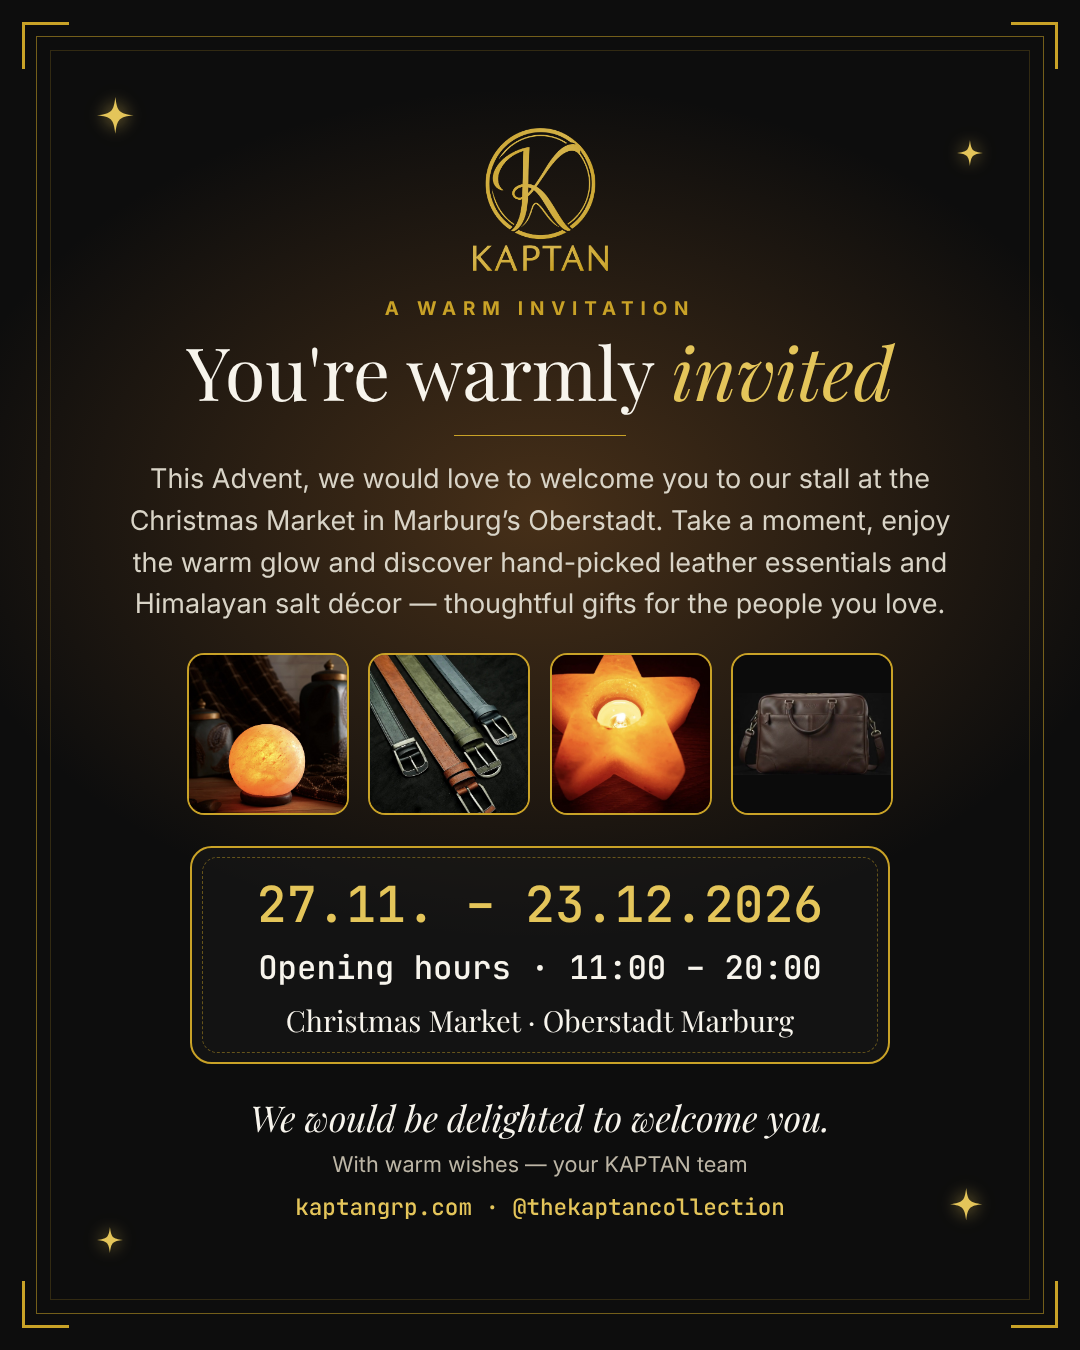 K
KAPTAN
A WARM INVITATION
You're warmly invited
This Advent, we would love to welcome you to our stall at the
Christmas Market in Marburg’s Oberstadt. Take a moment, enjoy
the warm glow and discover hand-picked leather essentials and
Himalayan salt décor — thoughtful gifts for the people you love.
27.11. – 23.12.2026
Opening hours · 11:00 – 20:00
Christmas Market · Oberstadt Marburg
We would be delighted to welcome you.
With warm wishes — your KAPTAN team
kaptangrp.com · @thekaptancollection